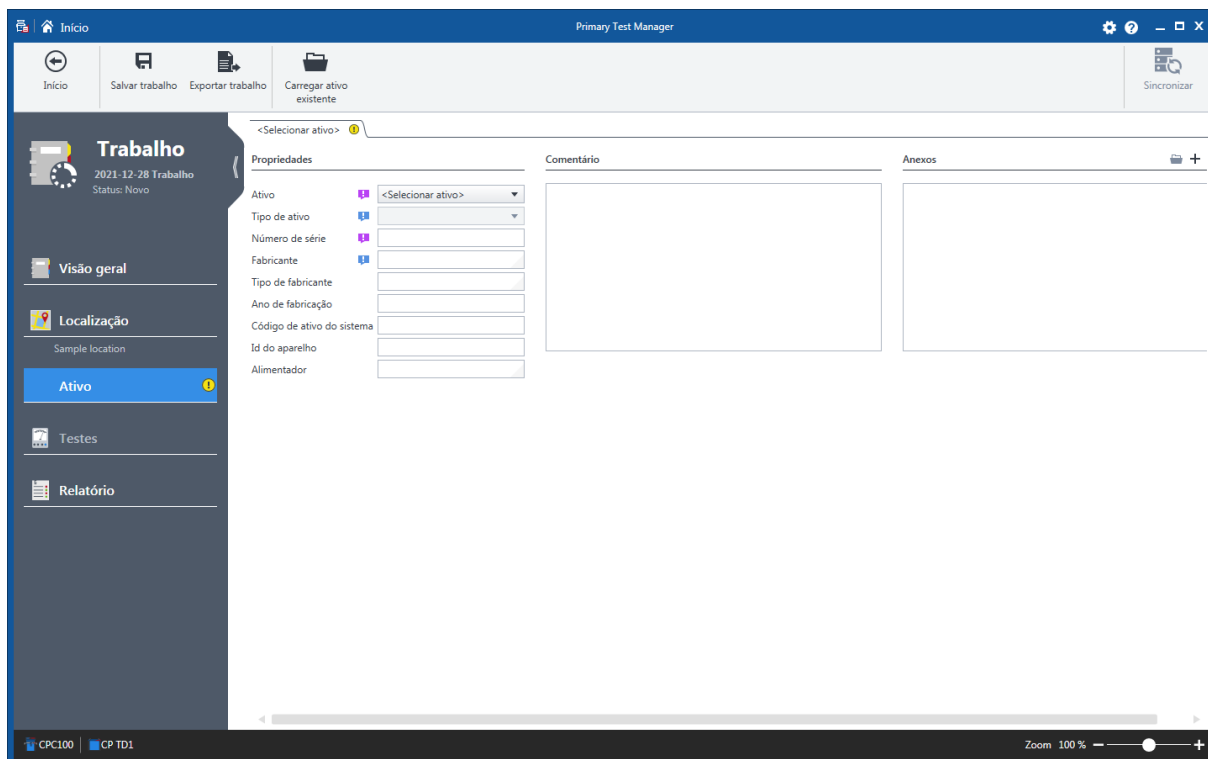 Início
Primary Test Manager
Início
Salvar trabalho
Exportar trabalho
Carregar ativo
existente
Sincronizar
Trabalho
2021-12-28 Trabalho
Status: Novo
Visão geral
Localização
Sample location
Ativo
Testes
Relatório
<Selecionar ativo>
Propriedades
Ativo
<Selecionar ativo>
Tipo de ativo
Número de série
Fabricante
Tipo de fabricante
Ano de fabricação
Código de ativo do sistema
Id do aparelho
Alimentador
Comentário
Anexos
CPC100
CP TD1
Zoom 100 %